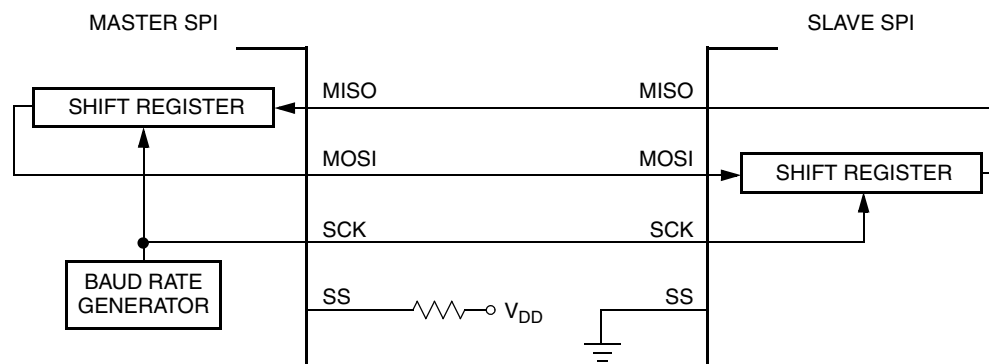 MASTER SPI
SLAVE SPI
MISO
MISO
SHIFT REGISTER
MOSI
MOSI
SHIFT REGISTER
SCK
SCK
BAUD RATE
GENERATOR
SS
VDD
SS